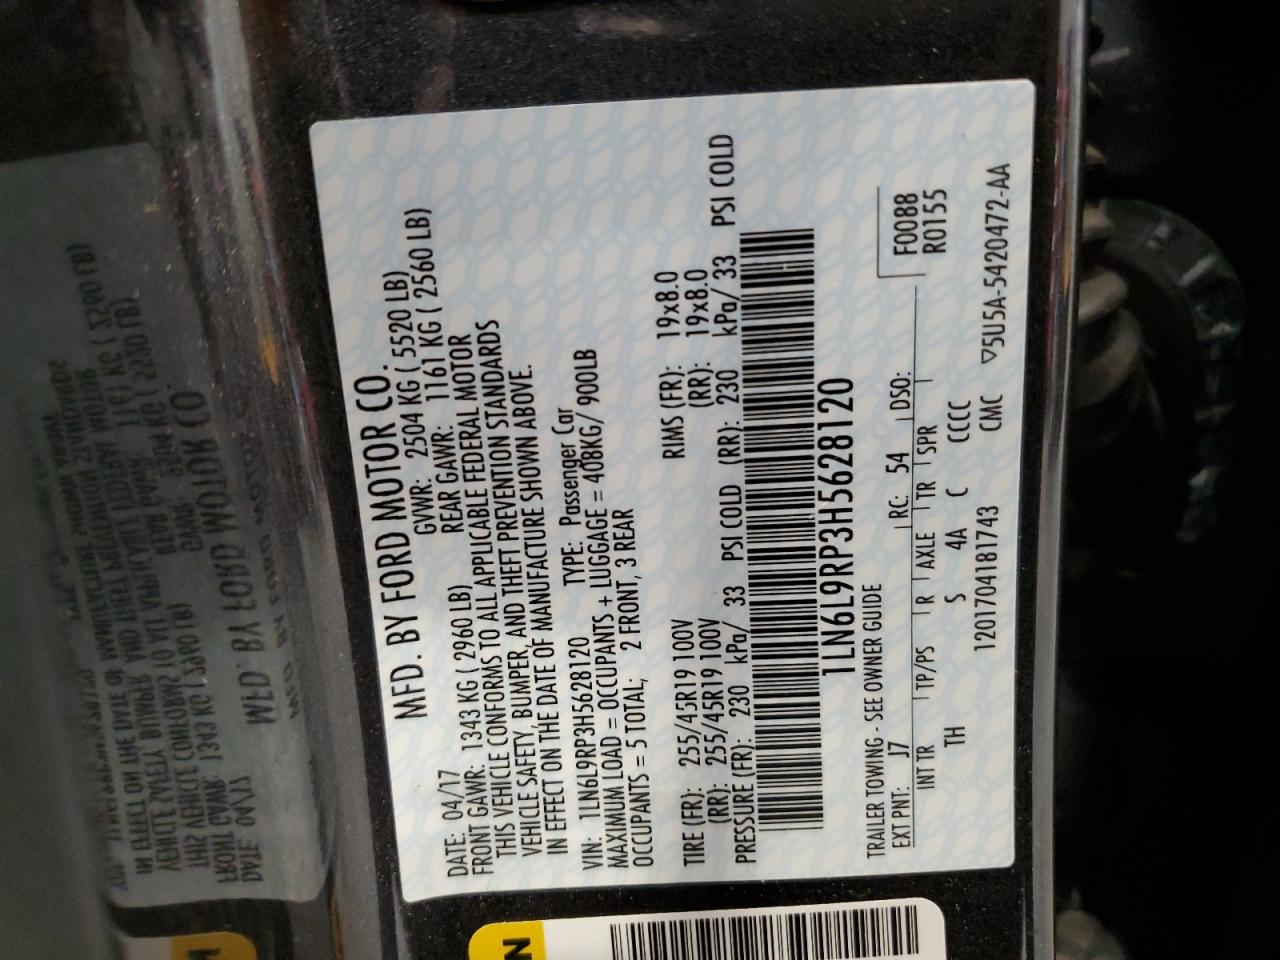 MFD. BY FORD MOTOR CO.
DATE: 04/17 GVWR: 2504 KG ( 5520 LB)
FRONT GAWR: 1343 KG ( 2960 LB) REAR GAWR: 1161 KG ( 2560 LB)
THIS VEHICLE CONFORMS TO ALL APPLICABLE FEDERAL MOTOR
VEHICLE SAFETY, BUMPER, AND THEFT PREVENTION STANDARDS
IN EFFECT ON THE DATE OF MANUFACTURE SHOWN ABOVE.
VIN: 1LN6L9RP3H5628120 TYPE: Passenger Car
MAXIMUM LOAD = OCCUPANTS + LUGGAGE = 408KG/ 900LB
OCCUPANTS = 5 TOTAL; 2 FRONT, 3 REAR
TIRE (FR): 255/45R19 100V RIMS (FR): 19x8.0
(RR): 255/45R19 100V (RR): 19x8.0
PRESSURE (FR): 230 kPa/ 33 PSI COLD (RR): 230 kPa/ 33 PSI COLD
1LN6L9RP3H5628120
TRAILER TOWING - SEE OWNER GUIDE
EXT PNT: J7 RC: 54 DSO: F0088
R0155
INT TR TP/PS R AXLE TR SPR
TH S 4A C CCCC
1201704181743 CMC ▽5U5A-5420472-AA